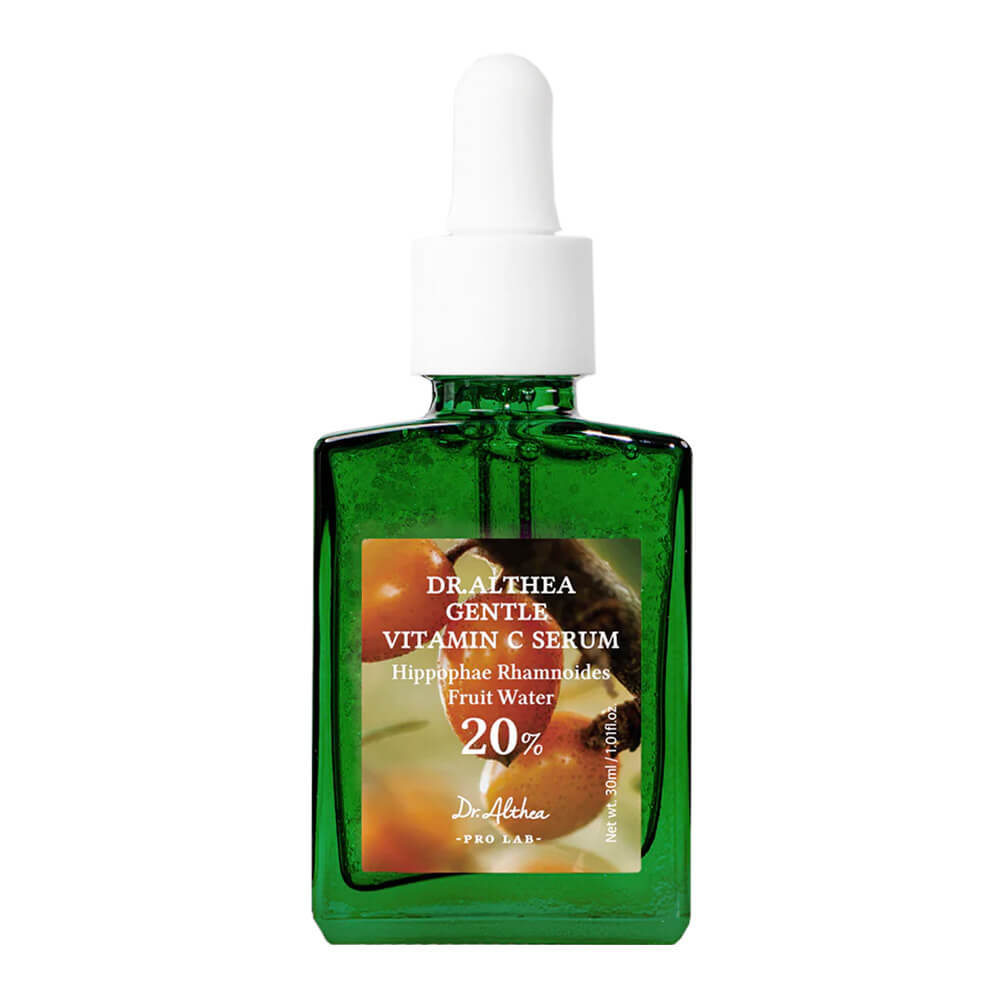 DR.ALTHEA
GENTLE
VITAMIN C SERUM
Hippophae Rhamnoides
Fruit Water
20%
Dr.Althea
-PRO LAB-
Net wt. 30ml / 1.01fl.oz.